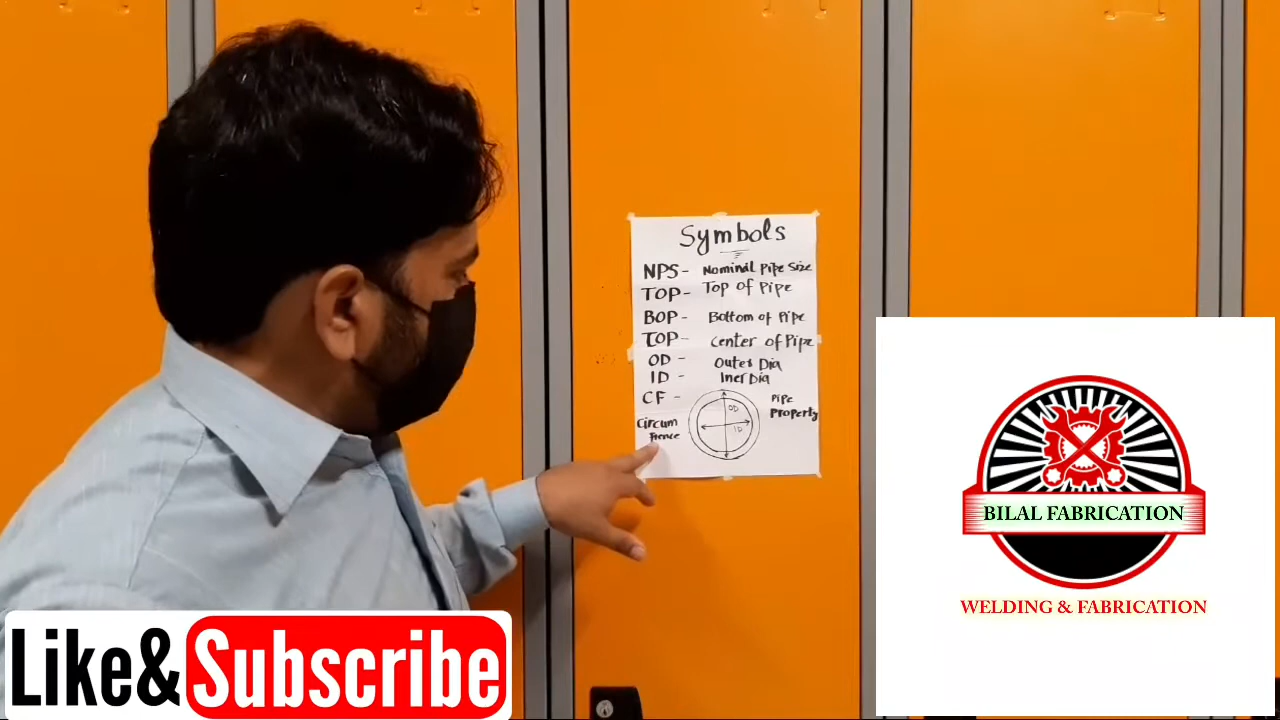 Symbols
NPS- Nominal Pipe Size
TOP- Top of Pipe
BOP- Bottom of Pipe
TOP- Center of Pipe
OD- Outer Dia
ID- Iner Dia
CF-
Pipe
Property
OD
ID
Circum
Frence
BILAL FABRICATION
WELDING & FABRICATION
Like& Subscribe